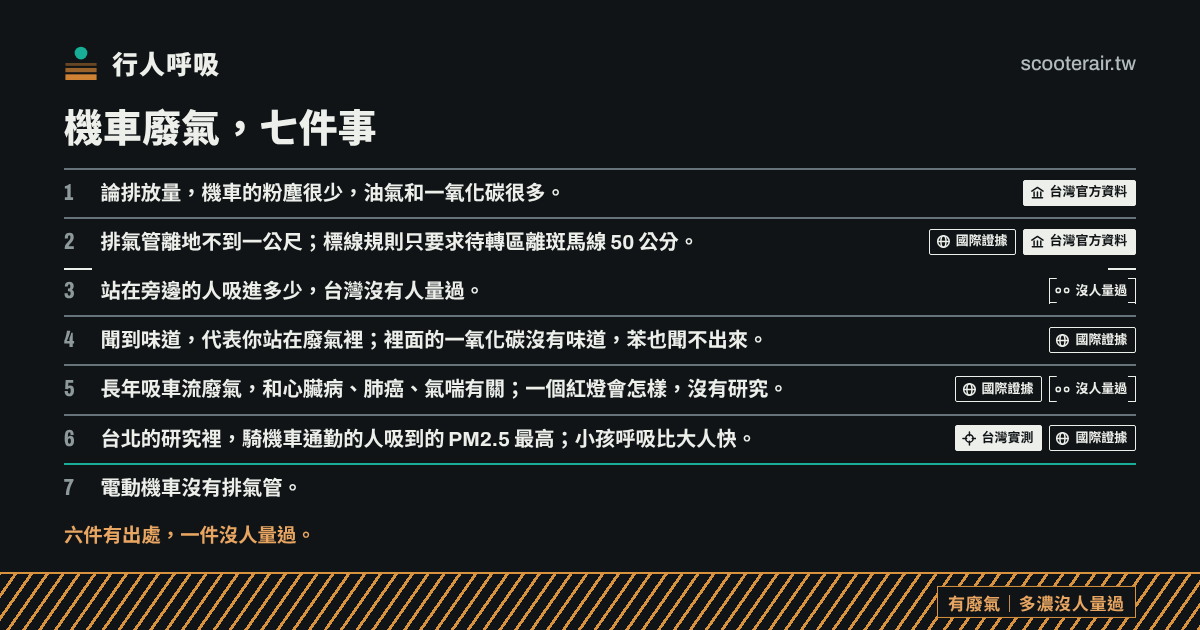 行人呼吸
scooterair.tw
機車廢氣，七件事
1 論排放量，機車的粉塵很少，油氣和一氧化碳很多。 台灣官方資料
2 排氣管離地不到一公尺；標線規則只要求待轉區離斑馬線 50 公分。 國際證據 台灣官方資料
3 站在旁邊的人吸進多少，台灣沒有人量過。 沒人量過
4 聞到味道，代表你站在廢氣裡；裡面的一氧化碳沒有味道，苯也聞不出來。 國際證據
5 長年吸車流廢氣，和心臟病、肺癌、氣喘有關；一個紅燈會怎樣，沒有研究。 國際證據 沒人量過
6 台北的研究裡，騎機車通勤的人吸到的 PM2.5 最高；小孩呼吸比大人快。 台灣實測 國際證據
7 電動機車沒有排氣管。
六件有出處，一件沒人量過。
有廢氣｜多濃沒人量過